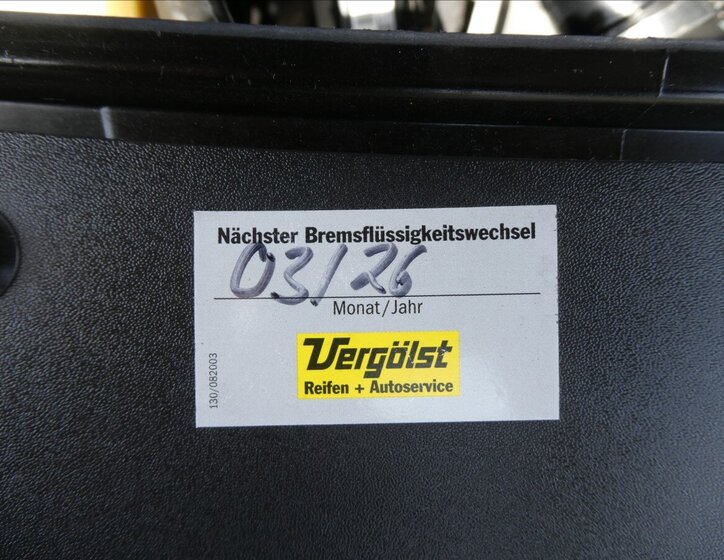 Nächster Bremsflüssigkeitswechsel
03/26
Monat/Jahr
Vergölst
Reifen + Autoservice
130/082003